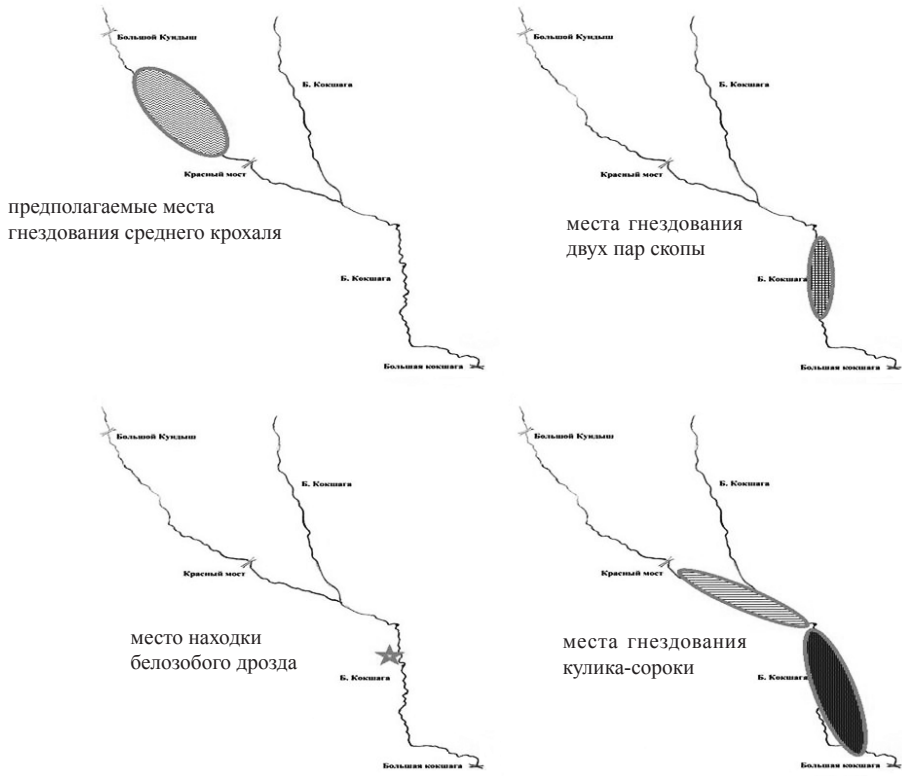 Большой Кундыш
Б. Кокшага
Красный мост
предполагаемые места
гнездования среднего крохаля
Б. Кокшага
Большая кокшага
Большой Кундыш
Б. Кокшага
Красный мост
места гнездования
двух пар скопы
Б. Кокшага
Большая кокшага
Большой Кундыш
Б. Кокшага
Красный мост
место находки
белозобого дрозда
Б. Кокшага
Большая кокшага
Большой Кундыш
Б. Кокшага
Красный мост
места гнездования
кулика-сороки
Б. Кокшага
Большая кокшага